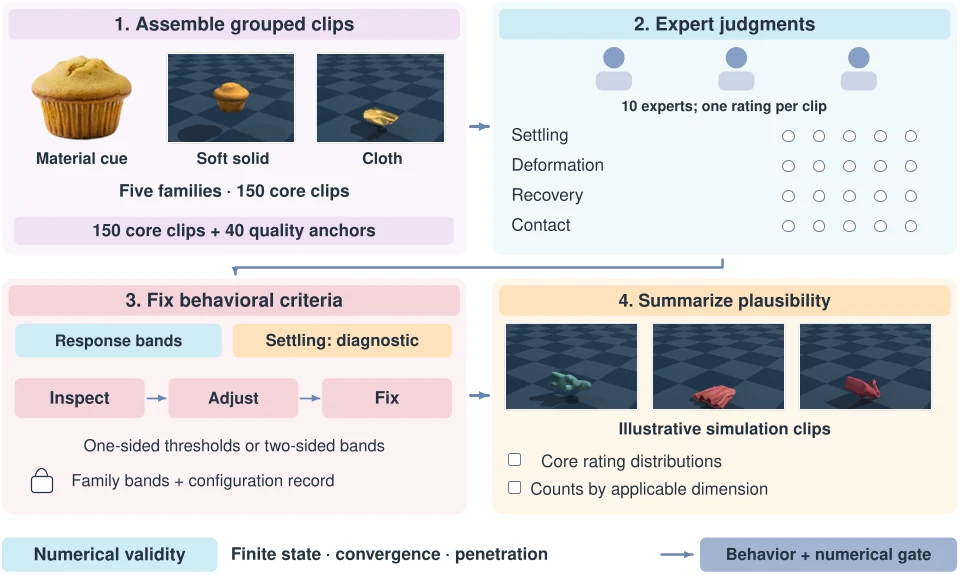 1. Assemble grouped clips
Material cue
Soft solid
Cloth
Five families · 150 core clips
150 core clips + 40 quality anchors
2. Expert judgments
10 experts; one rating per clip
Settling
Deformation
Recovery
Contact
3. Fix behavioral criteria
Response bands
Settling: diagnostic
Inspect
Adjust
Fix
One-sided thresholds or two-sided bands
Family bands + configuration record
4. Summarize plausibility
Illustrative simulation clips
Core rating distributions
Counts by applicable dimension
Numerical validity
Finite state · convergence · penetration
Behavior + numerical gate